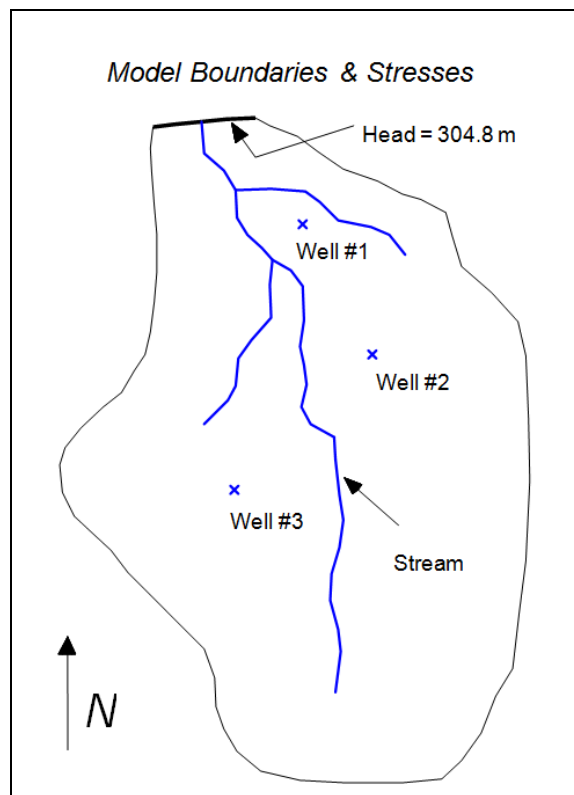 Model Boundaries & Stresses
Head = 304.8 m
Well #1
Well #2
Well #3
Stream
N